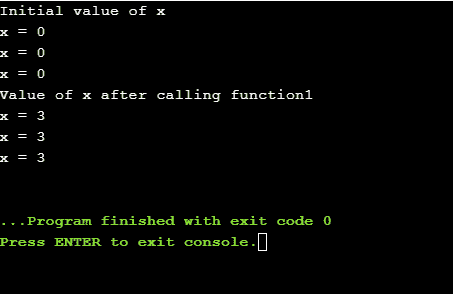 Initial value of x
x = 0
x = 0
x = 0
Value of x after calling function1
x = 3
x = 3
x = 3
...Program finished with exit code 0
Press ENTER to exit console.